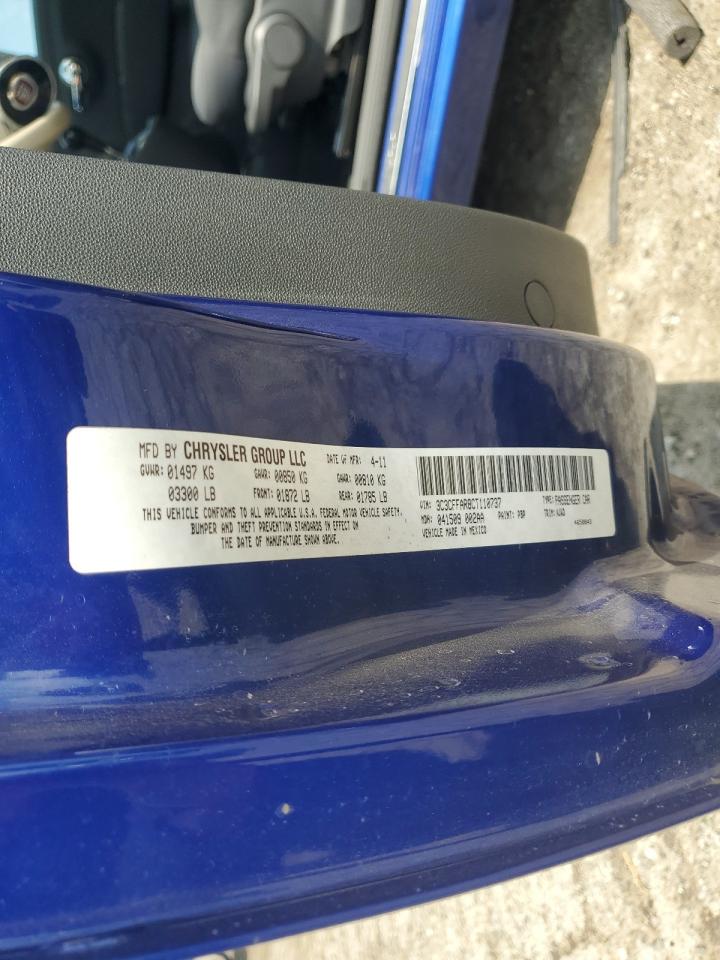 MFD BY CHRYSLER GROUP LLC DATE OF MFR: 4-11
GVWR: 01497 KG GAWR: 00850 KG GAWR: 00810 KG
03300 LB FRONT: 01872 LB REAR: 01785 LB
THIS VEHICLE CONFORMS TO ALL APPLICABLE U.S.A. FEDERAL MOTOR VEHICLE SAFETY,
BUMPER AND THEFT PREVENTION STANDARDS IN EFFECT ON
THE DATE OF MANUFACTURE SHOWN ABOVE.
VIN: 3C3CFFAR8CT110737 TYPE: PASSENGER CAR
MDH: 041509 002AA PAINT: PBP TRIM: AJAD
VEHICLE MADE IN MEXICO